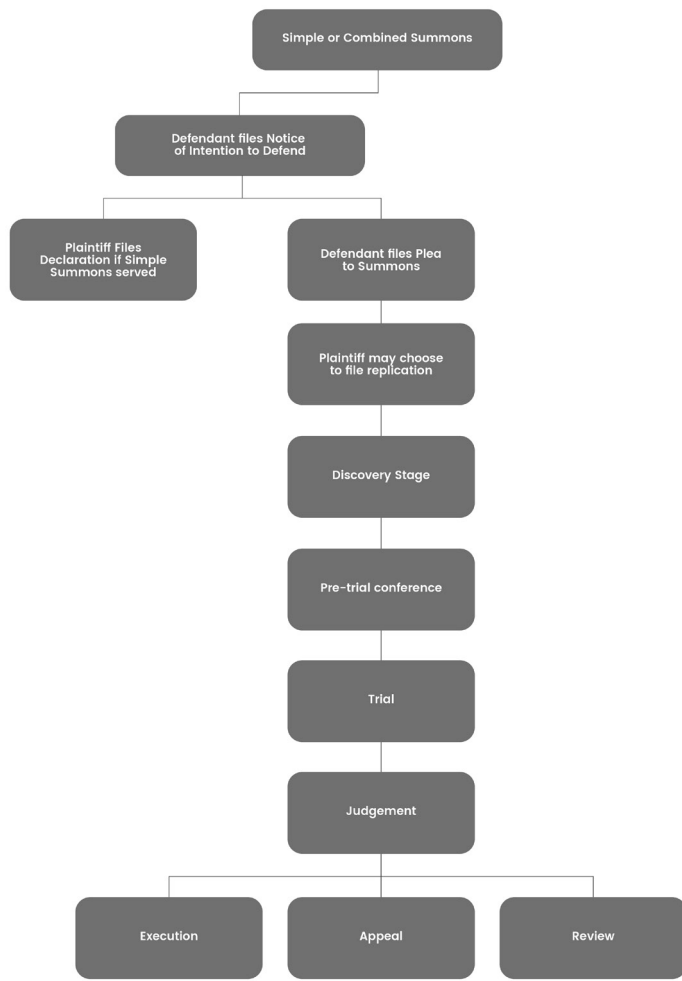 Simple or Combined Summons
Defendant files Notice
of Intention to Defend
Plaintiff Files
Declaration if Simple
Summons served
Defendant files Plea
to Summons
Plaintiff may choose
to file replication
Discovery Stage
Pre-trial conference
Trial
Judgement
Execution
Appeal
Review